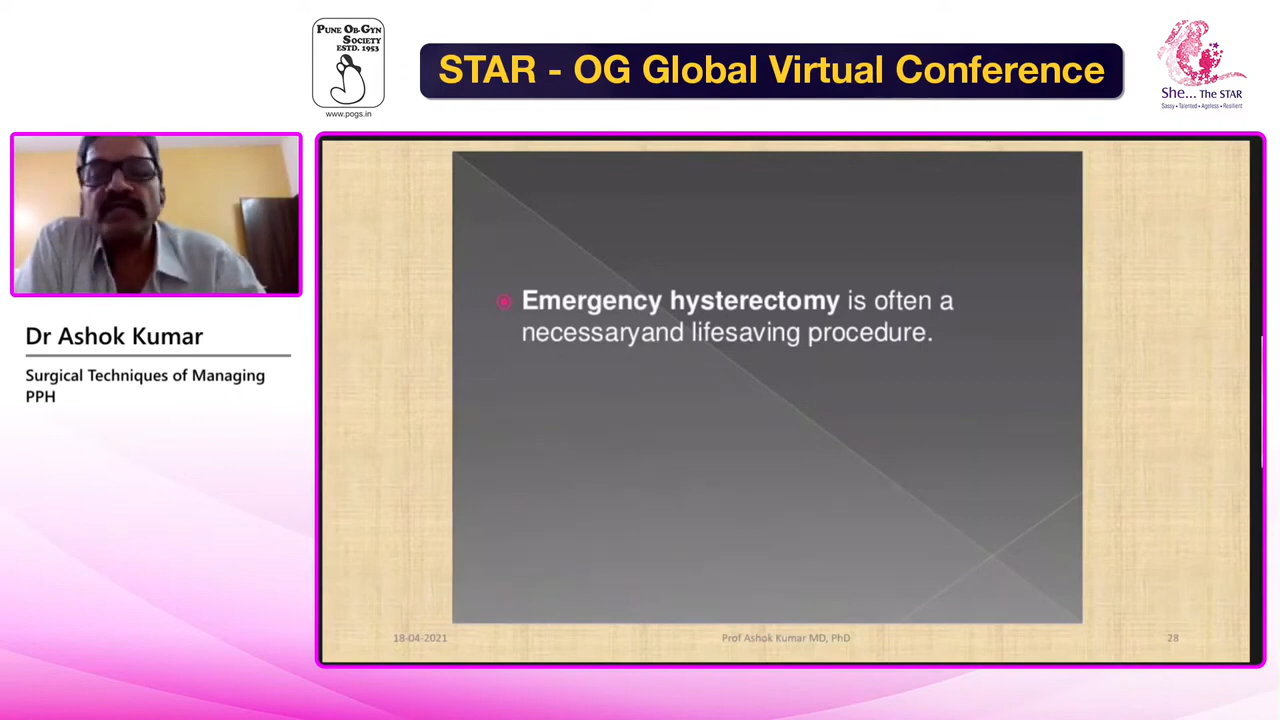 PUNE OB-GYN
SOCIETY
ESTD. 1953
www.pogs.in
STAR - OG Global Virtual Conference
She... THE STAR
Sassy • Talented • Ageless • Resilient
Dr Ashok Kumar
Surgical Techniques of Managing
PPH
Emergency hysterectomy is often a
necessaryand lifesaving procedure.
18-04-2021
Prof Ashok Kumar MD, PhD
28